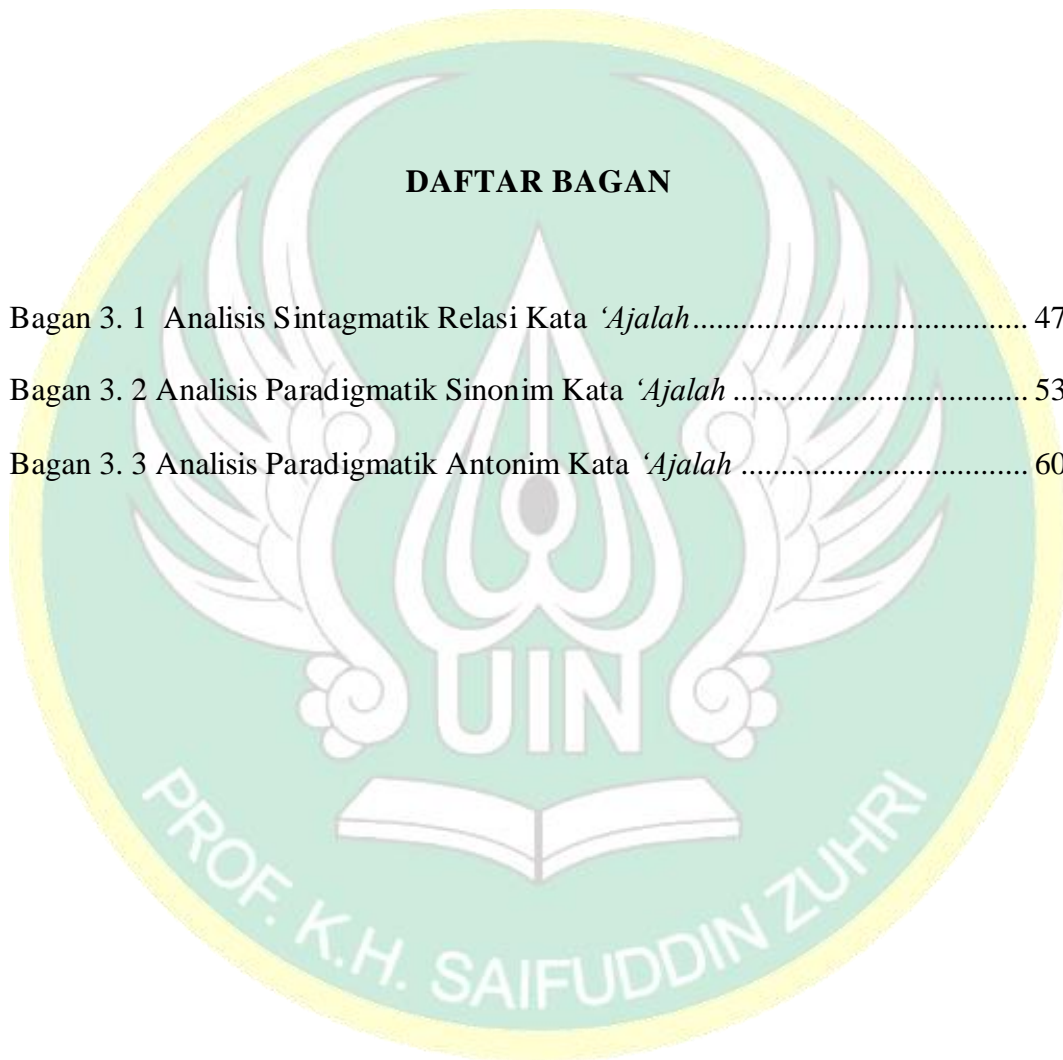 DAFTAR BAGAN
Bagan 3. 1  Analisis Sintagmatik Relasi Kata ‘Ajalah..................................... 47
Bagan 3. 2 Analisis Paradigmatik Sinonim Kata ‘Ajalah ..................................... 53
Bagan 3. 3 Analisis Paradigmatik Antonim Kata ‘Ajalah .................................... 60
UIN
PROF. K.H. SAIFUDDIN ZUHRI